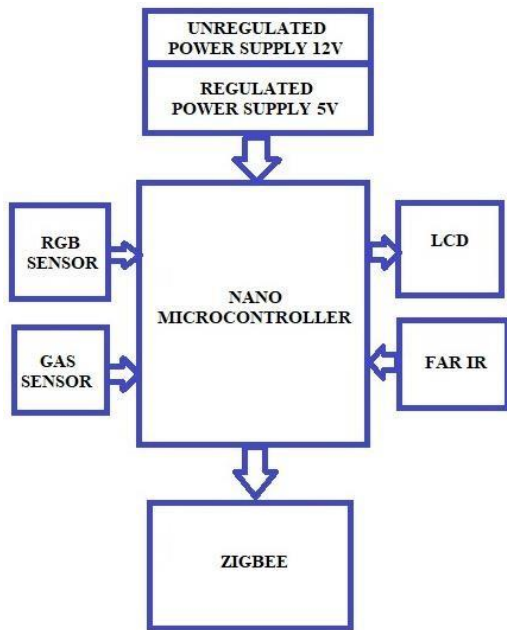 UNREGULATED
POWER SUPPLY 12V
REGULATED
POWER SUPPLY 5V
RGB
SENSOR
LCD
NANO
MICROCONTROLLER
GAS
SENSOR
FAR IR
ZIGBEE